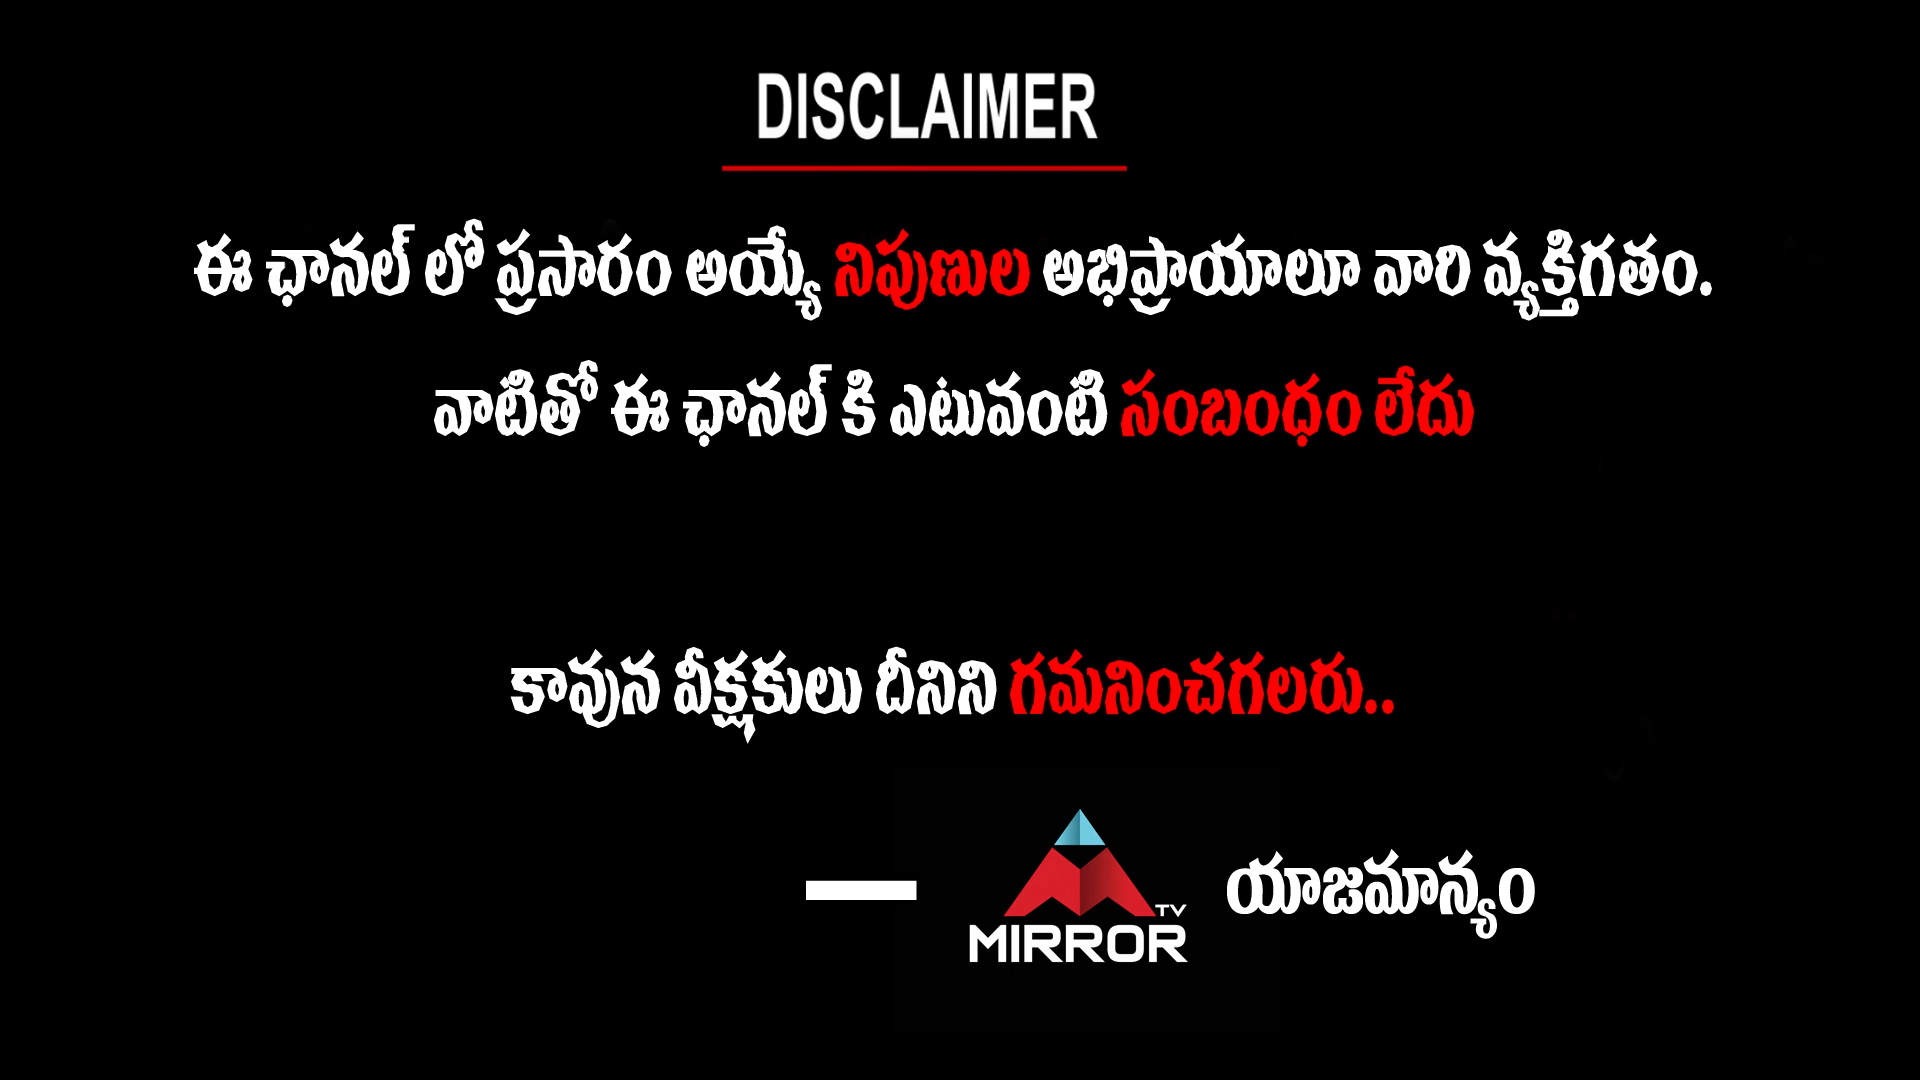 DISCLAIMER
ఈ ఛానల్ లో ప్రసారం అయ్యే నిపుణుల అభిప్రాయాలూ వారి వ్యక్తిగతం.
వాటితో ఈ ఛానల్ కి ఎటువంటి సంబంధం లేదు
కావున వీక్షకులు దీనిని గమనించగలరు..
— MIRROR TV యాజమాన్యం